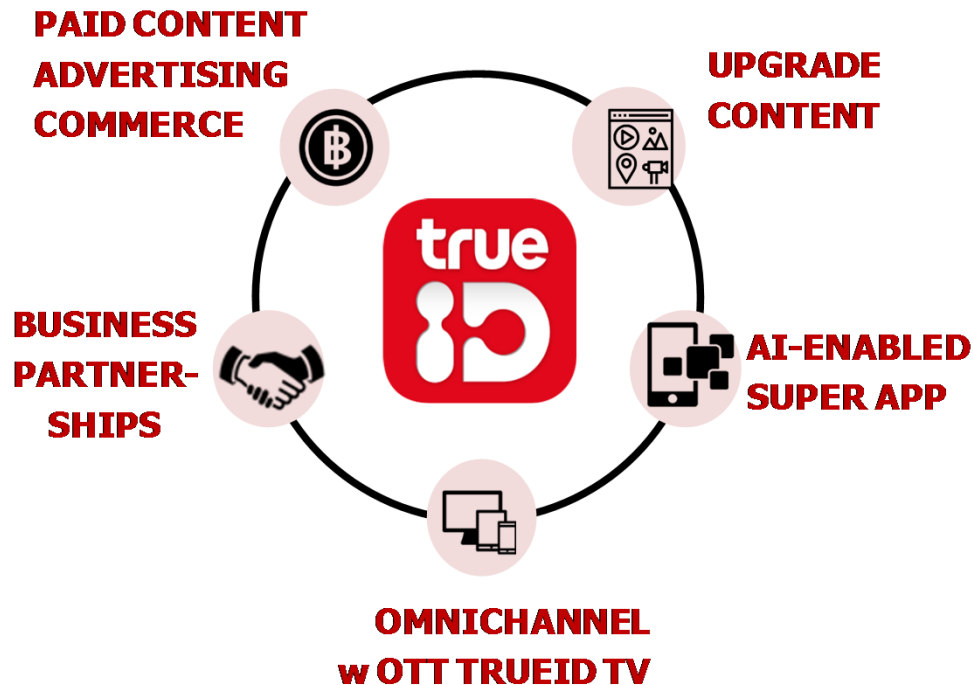 PAID CONTENT
ADVERTISING
COMMERCE
UPGRADE
CONTENT
true
iD
BUSINESS
PARTNER-
SHIPS
AI-ENABLED
SUPER APP
OMNICHANNEL
w OTT TRUEID TV